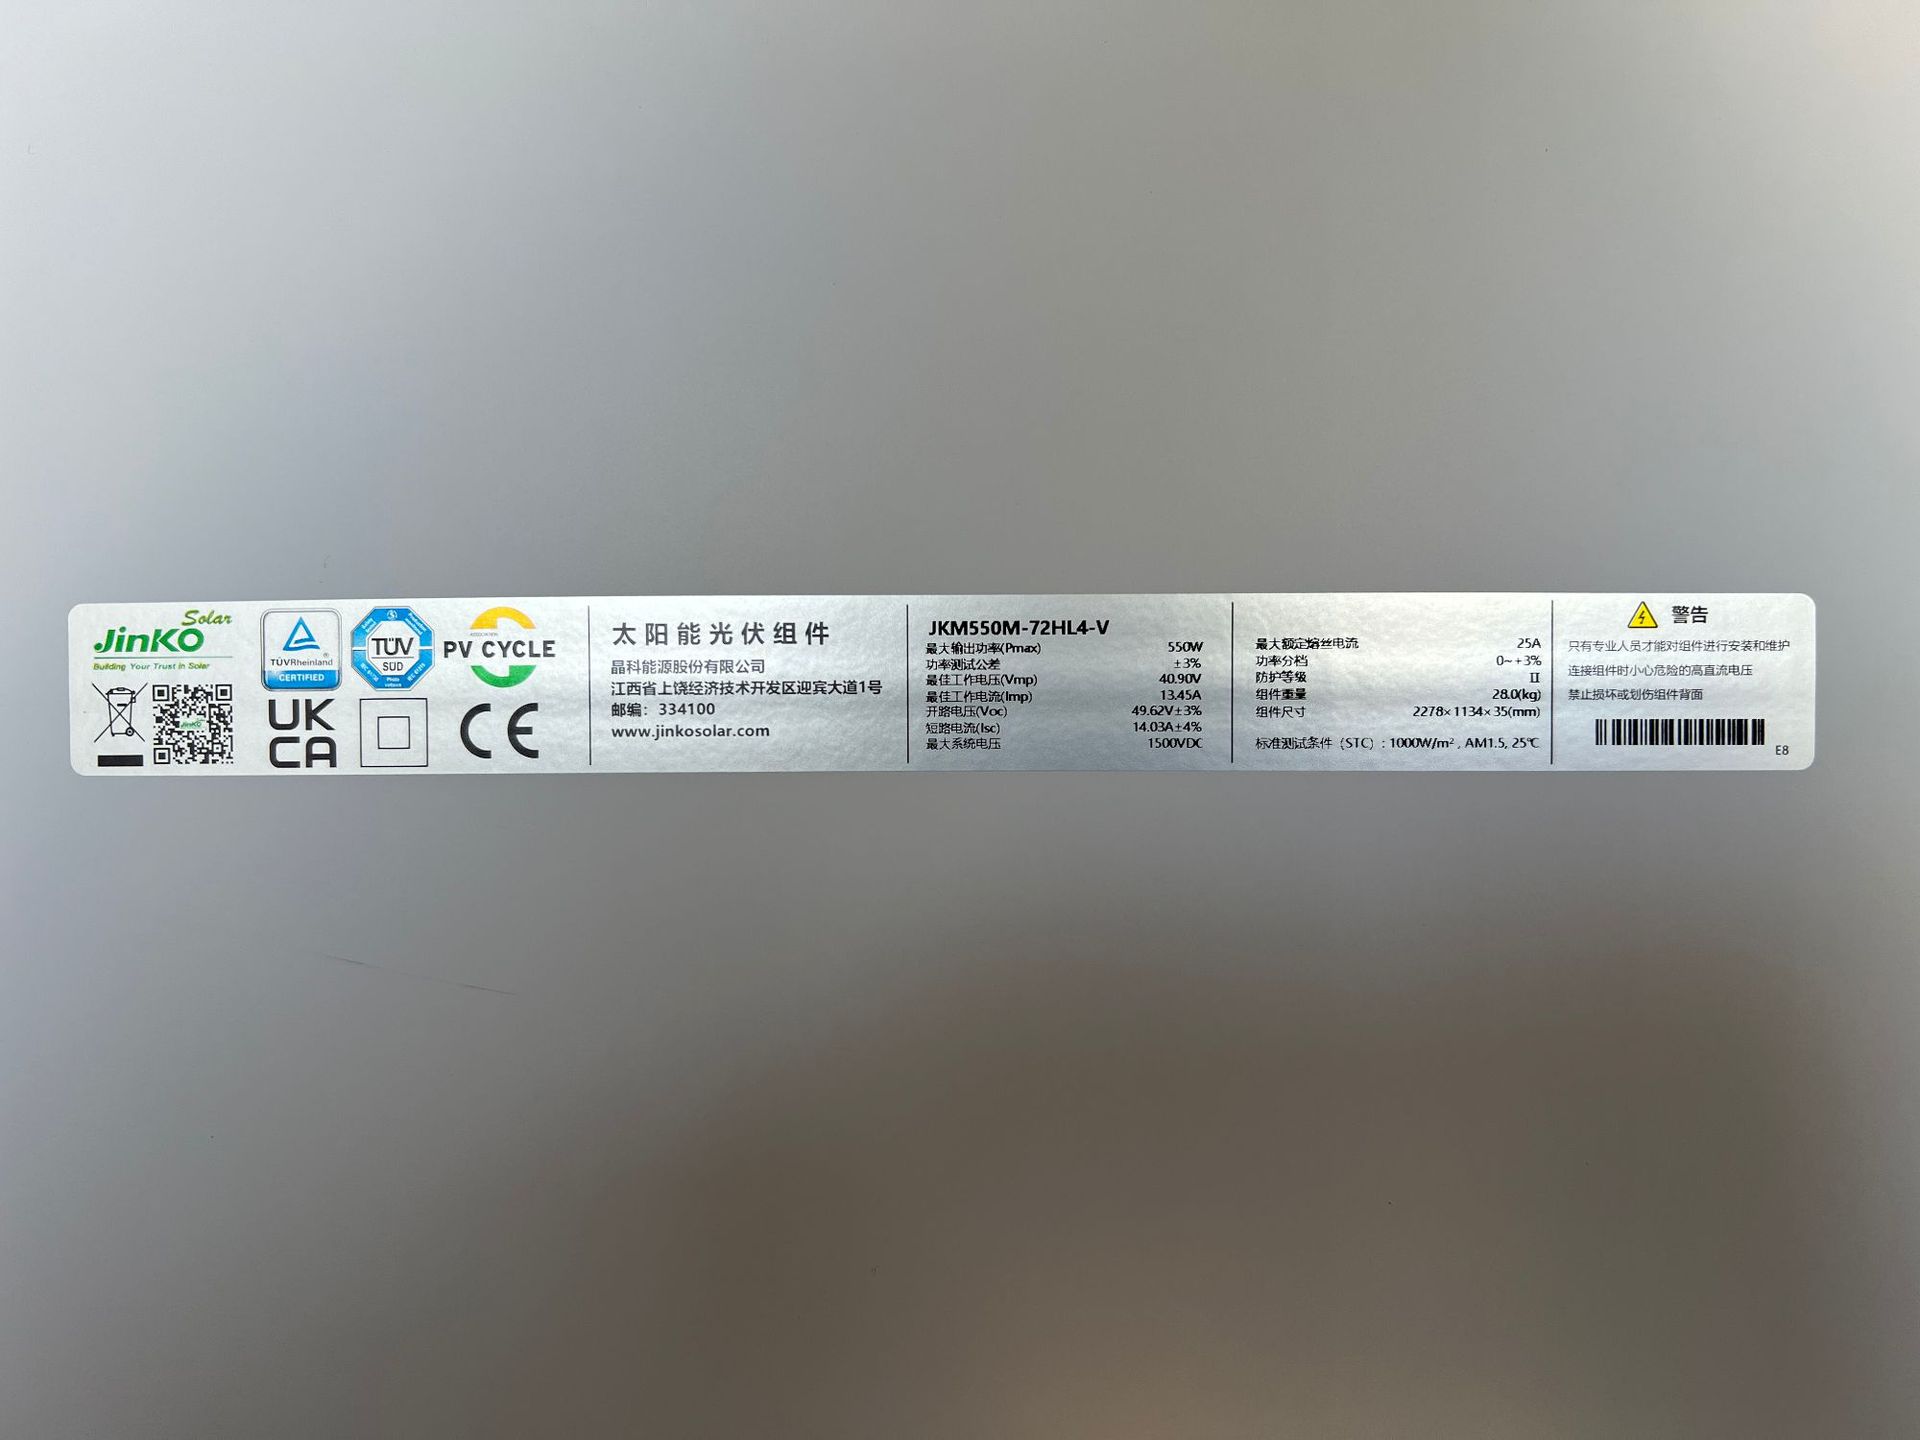 JinKO Solar
Building Your Trust in Solar
TÜVRheinland®
CERTIFIED
TÜV
SÜD
ASSOCIATION
PV CYCLE
UK
CA
CE
太阳能光伏组件
晶科能源股份有限公司
江西省上饶经济技术开发区迎宾大道1号
邮编：334100
www.jinkosolar.com
JKM550M-72HL4-V
最大输出功率(Pmax) 550W
功率测试公差 ±3%
最佳工作电压(Vmp) 40.90V
最佳工作电流(Imp) 13.45A
开路电压(Voc) 49.62V±3%
短路电流(Isc) 14.03A±4%
最大系统电压 1500VDC
最大额定熔丝电流 25A
功率分档 0~+3%
防护等级 II
组件重量 28.0(kg)
组件尺寸 2278×1134×35(mm)
标准测试条件（STC）: 1000W/m², AM1.5, 25℃
警告
只有专业人员才能对组件进行安装和维护
连接组件时小心危险的高直流电压
禁止损坏或划伤组件背面
E8